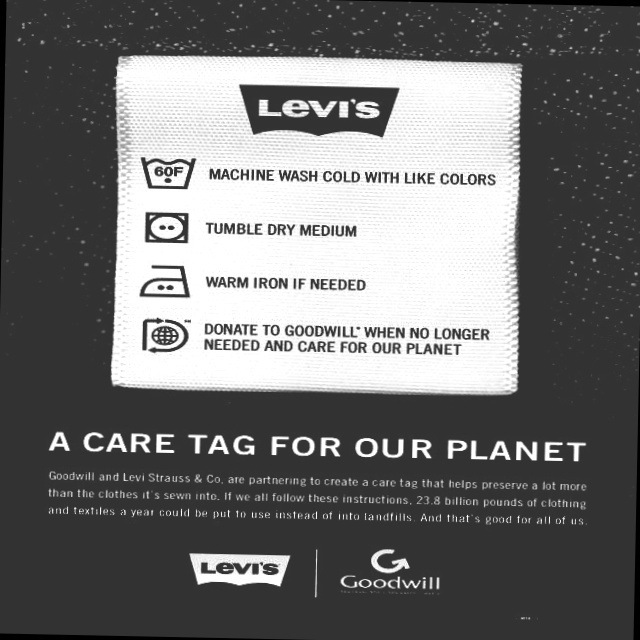 LEVI'S
60F MACHINE WASH COLD WITH LIKE COLORS
TUMBLE DRY MEDIUM
WARM IRON IF NEEDED
DONATE TO GOODWILL® WHEN NO LONGER
NEEDED AND CARE FOR OUR PLANET
A CARE TAG FOR OUR PLANET
Goodwill and Levi Strauss & Co. are partnering to create a care tag that helps preserve a lot more
than the clothes it's sewn into. If we all follow these instructions, 23.8 billion pounds of clothing
and textiles a year could be put to use instead of into landfills. And that's good for all of us.
LEVI'S
Goodwill